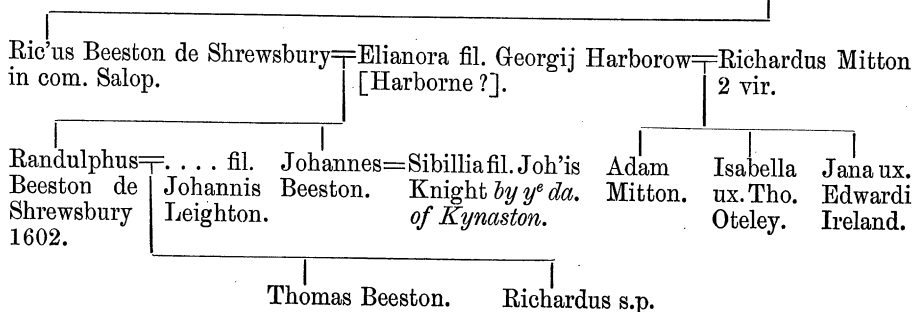 Ric'us Beeston de Shrewsbury=Elianora fil. Georgij Harborow=Richardus Mitton
in com. Salop. [Harborne?]. 2 vir.
Randulphus=. . . . fil. Johannes=Sibillia fil. Joh'is Adam Isabella Jana ux.
Beeston de Johannis Beeston. Knight by yᵉ da. Mitton. ux. Tho. Edwardi
Shrewsbury Leighton. of Kynaston. Oteley. Ireland.
1602.
Thomas Beeston. Richardus s.p.